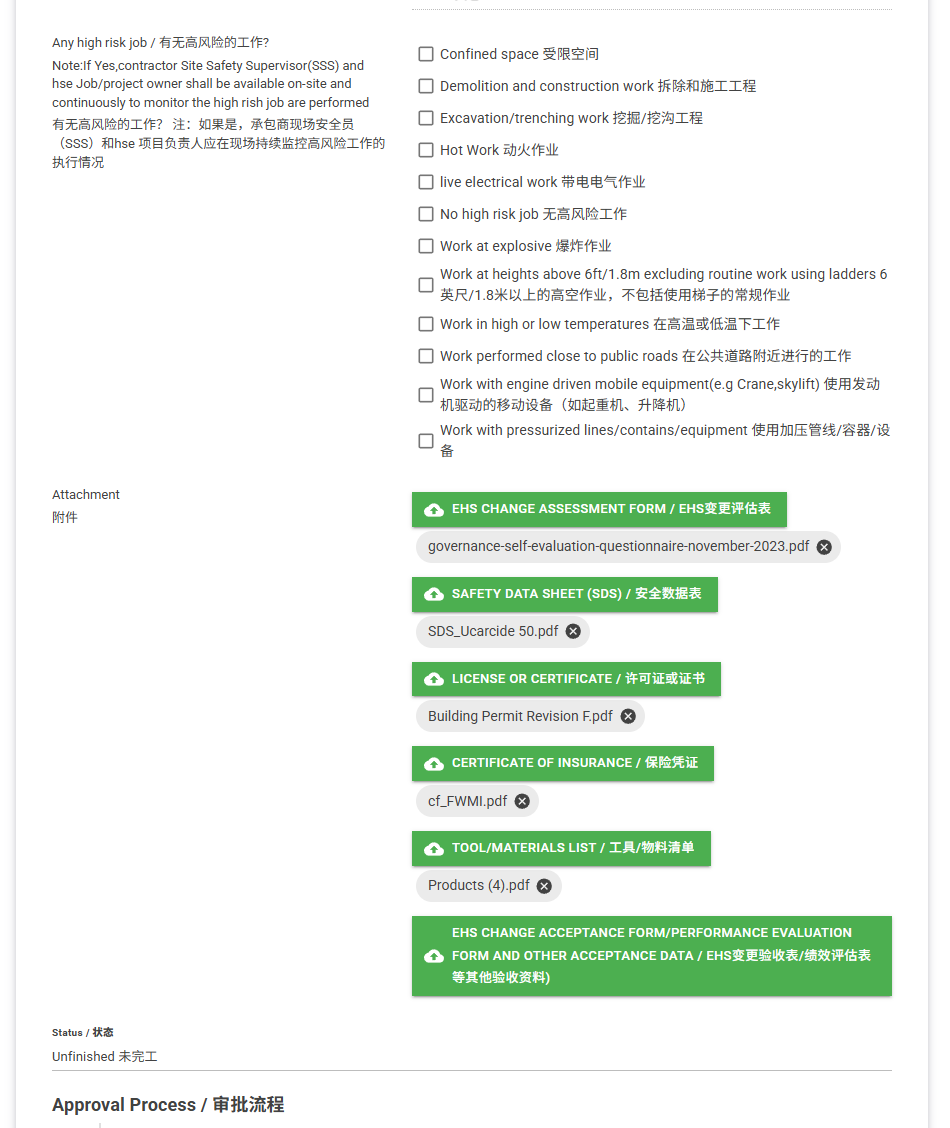 Any high risk job / 有无高风险的工作?
Note:If Yes,contractor Site Safety Supervisor(SSS) and
hse Job/project owner shall be available on-site and
continuously to monitor the high rish job are performed
有无高风险的工作? 注：如果是，承包商现场安全员
（SSS）和hse 项目负责人应在现场持续监控高风险工作的
执行情况
Confined space 受限空间
Demolition and construction work 拆除和施工工程
Excavation/trenching work 挖掘/挖沟工程
Hot Work 动火作业
live electrical work 带电电气作业
No high risk job 无高风险工作
Work at explosive 爆炸作业
Work at heights above 6ft/1.8m excluding routine work using ladders 6
英尺/1.8米以上的高空作业，不包括使用梯子的常规作业
Work in high or low temperatures 在高温或低温下工作
Work performed close to public roads 在公共道路附近进行的工作
Work with engine driven mobile equipment(e.g Crane,skylift) 使用发动
机驱动的移动设备（如起重机、升降机）
Work with pressurized lines/contains/equipment 使用加压管线/容器/设
备
Attachment
附件
EHS CHANGE ASSESSMENT FORM / EHS变更评估表
governance-self-evaluation-questionnaire-november-2023.pdf
SAFETY DATA SHEET (SDS) / 安全数据表
SDS_Ucarcide 50.pdf
LICENSE OR CERTIFICATE / 许可证或证书
Building Permit Revision F.pdf
CERTIFICATE OF INSURANCE / 保险凭证
cf_FWMI.pdf
TOOL/MATERIALS LIST / 工具/物料清单
Products (4).pdf
EHS CHANGE ACCEPTANCE FORM/PERFORMANCE EVALUATION
FORM AND OTHER ACCEPTANCE DATA / EHS变更验收表/绩效评估表
等其他验收资料)
Status / 状态
Unfinished 未完工
Approval Process / 审批流程